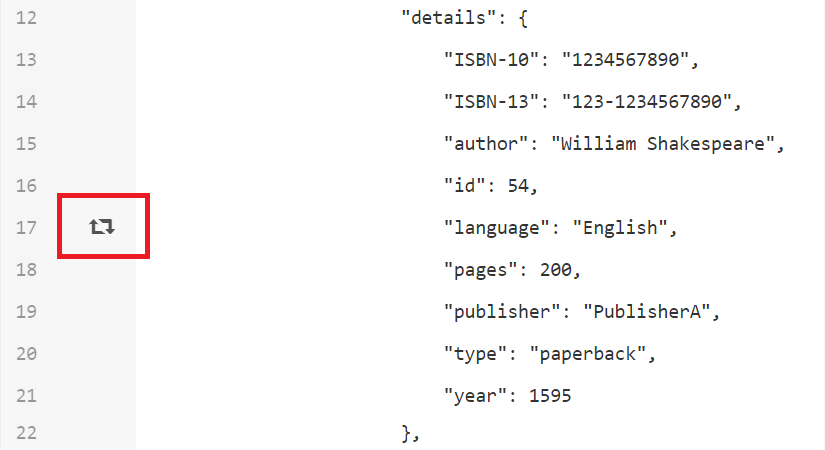 12 "details": {
13 "ISBN-10": "1234567890",
14 "ISBN-13": "123-1234567890",
15 "author": "William Shakespeare",
16 "id": 54,
17 "language": "English",
18 "pages": 200,
19 "publisher": "PublisherA",
20 "type": "paperback",
21 "year": 1595
22 },